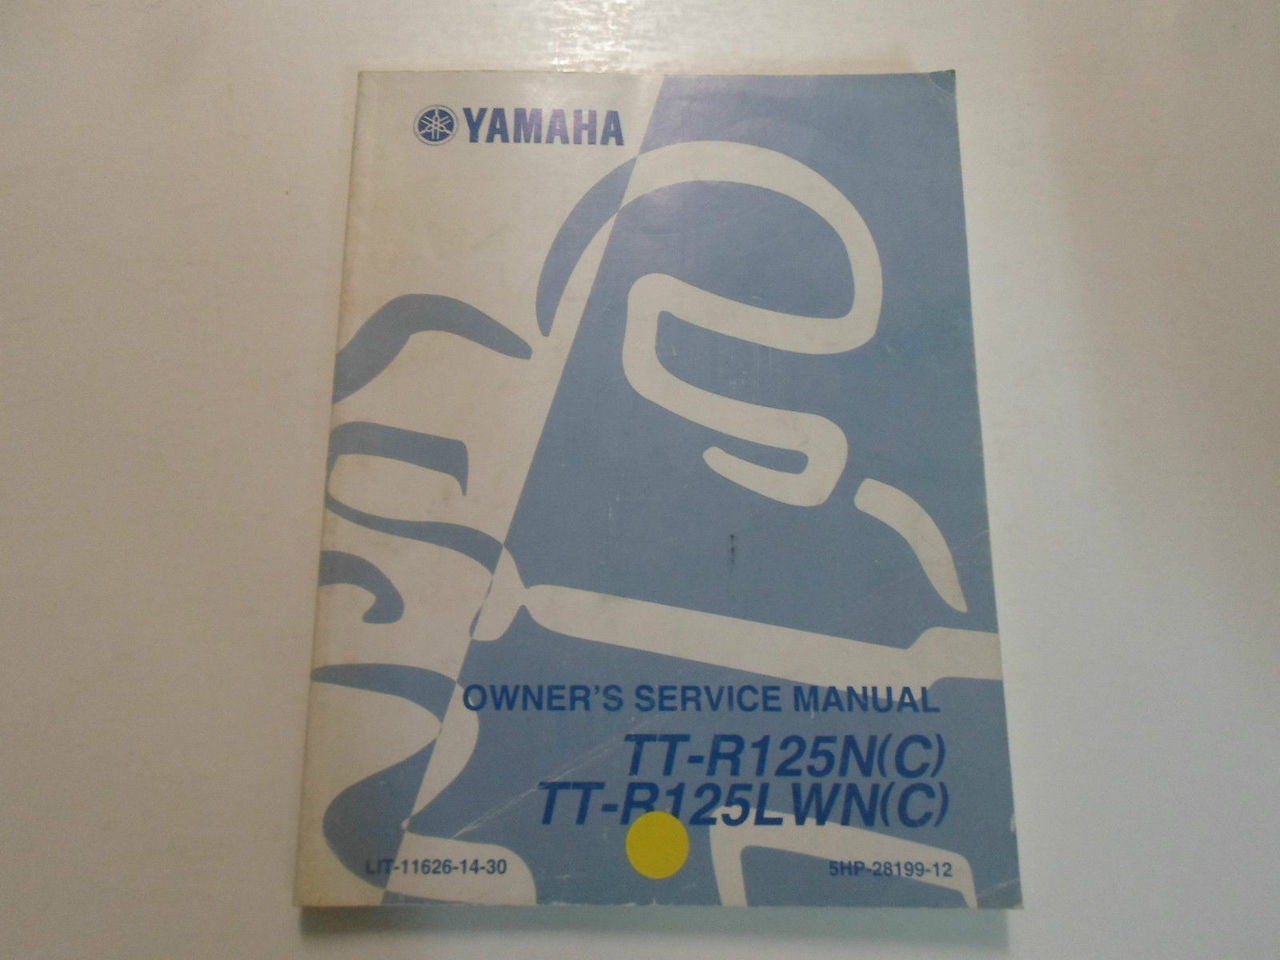 YAMAHA
OWNER'S SERVICE MANUAL
TT-R125N(C)
TT-R125LWN(C)
LIT-11626-14-30
5HP-28199-12